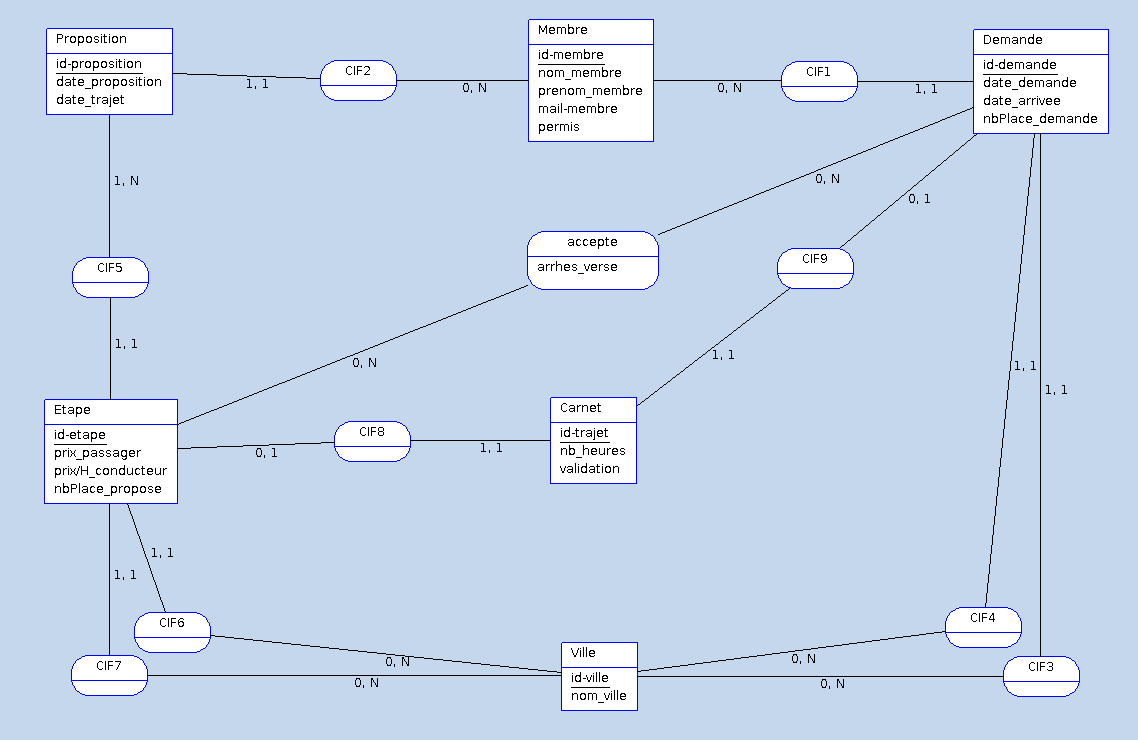 Proposition
id-proposition
date_proposition
date_trajet
1, 1
CIF2
0, N
Membre
id-membre
nom_membre
prenom_membre
mail-membre
permis
0, N
CIF1
1, 1
Demande
id-demande
date_demande
date_arrivee
nbPlace_demande
1, N
CIF5
1, 1
0, N
0, 1
accepte
arrhes_verse
CIF9
0, N
1, 1
1, 1
1, 1
Etape
id-etape
prix_passager
prix/H_conducteur
nbPlace_propose
0, 1
CIF8
1, 1
Carnet
id-trajet
nb_heures
validation
1, 1
1, 1
CIF6
CIF7
0, N
0, N
Ville
id-ville
nom_ville
0, N
0, N
CIF4
CIF3